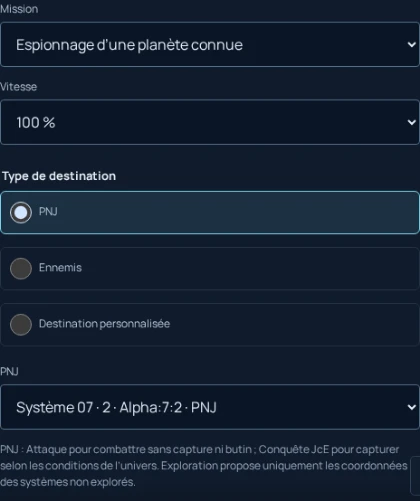 Mission
Espionnage d'une planète connue
Vitesse
100 %
Type de destination
PNJ
Ennemis
Destination personnalisée
PNJ
Système 07 · 2 · Alpha:7:2 · PNJ
PNJ : Attaque pour combattre sans capture ni butin ; Conquête JcE pour capturer
selon les conditions de l'univers. Exploration propose uniquement les coordonnées
des systèmes non explorés.